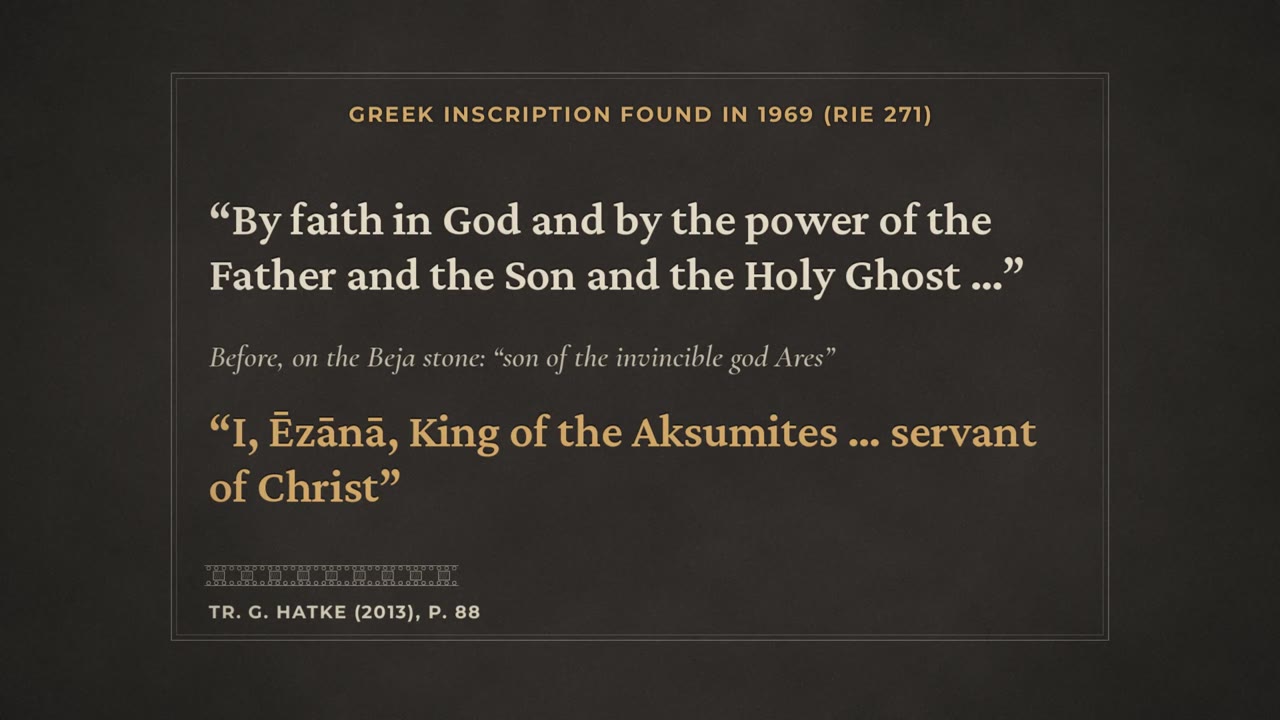 GREEK INSCRIPTION FOUND IN 1969 (RIE 271)
“By faith in God and by the power of the
Father and the Son and the Holy Ghost ...”
Before, on the Beja stone: “son of the invincible god Ares”
“I, Ēzānā, King of the Aksumites ... servant
of Christ”
TR. G. HATKE (2013), P. 88